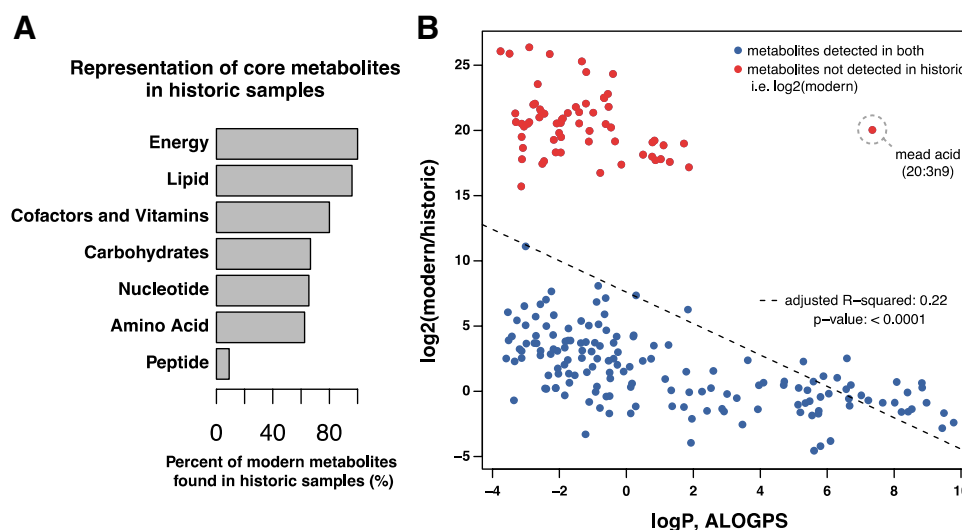 A
Representation of core metabolites
in historic samples
Energy
Lipid
Cofactors and Vitamins
Carbohydrates
Nucleotide
Amino Acid
Peptide
0 40 80
Percent of modern metabolites
found in historic samples (%)
B
log2(modern/historic)
25
20
15
10
5
0
−5
metabolites detected in both
metabolites not detected in historic
i.e. log2(modern)
mead acid
(20:3n9)
adjusted R−squared: 0.22
p−value: < 0.0001
−4 −2 0 2 4 6 8 10
logP, ALOGPS